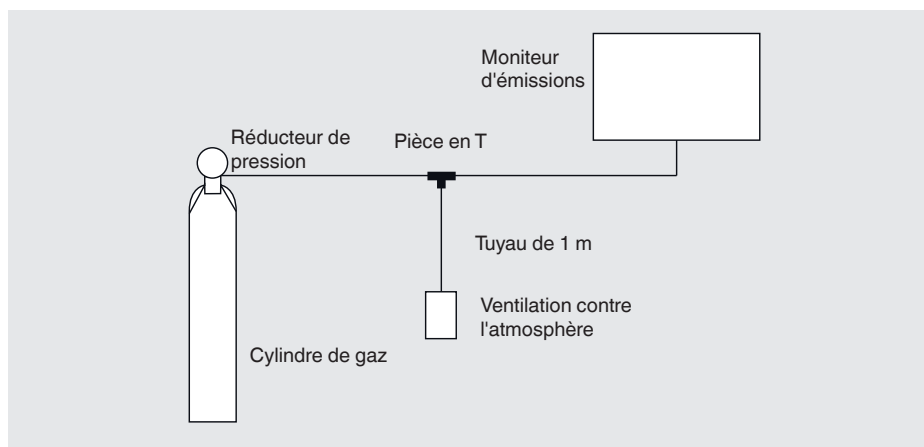 Moniteur
d'émissions
Réducteur de
pression
Pièce en T
Tuyau de 1 m
Ventilation contre
l'atmosphère
Cylindre de gaz